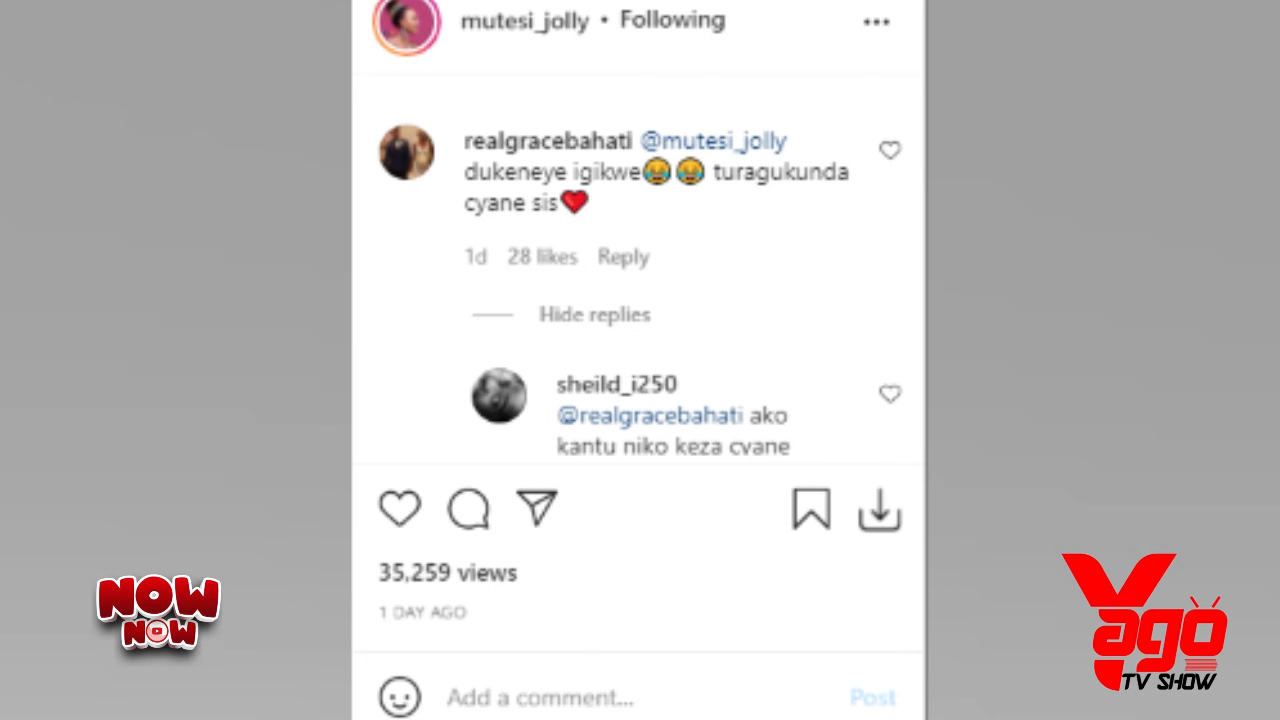 mutesi_jolly • Following
realgracebahati @mutesi_jolly
dukeneye igikwe😂😂 turagukunda
cyane sis❤️
1d 28 likes Reply
Hide replies
sheild_i250
@realgracebahati ako
kantu niko keza cyane
35,259 views
1 DAY AGO
Add a comment... Post
NOW
NOW
Yago
TV SHOW